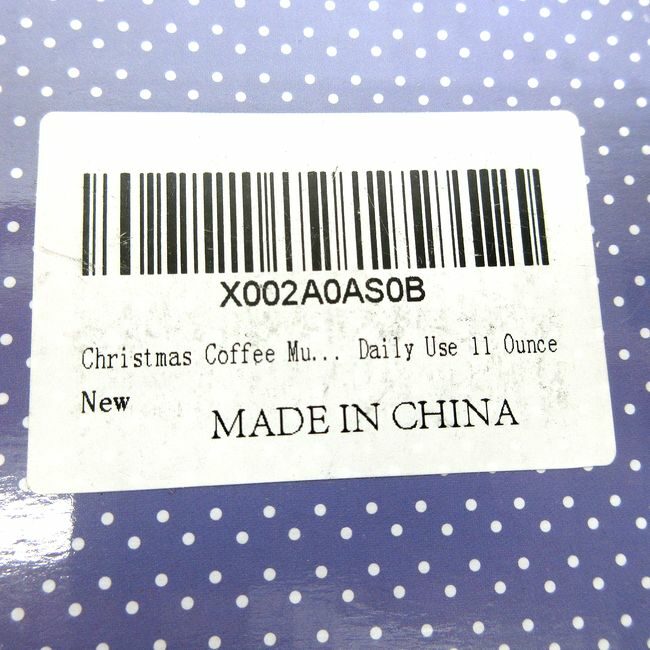 X002A0AS0B
Christmas Coffee Mu... Daily Use 11 Ounce
New
MADE IN CHINA